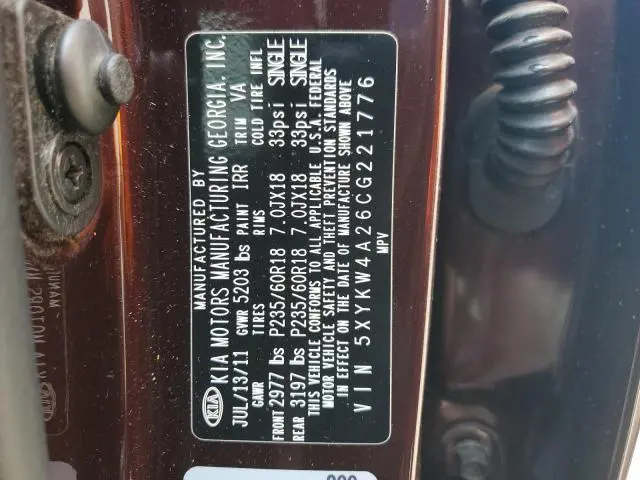 MANUFACTURED BY
KIA KIA MOTORS MANUFACTURING GEORGIA, INC.
JUL/13/11 GVWR 5203 lbs PAINT IRR TRIM VA
GAWR TIRES RIMS COLD TIRE INFL
FRONT 2977 lbs P235/60R18 7.0JX18 33psi SINGLE
REAR 3197 lbs P235/60R18 7.0JX18 33psi SINGLE
THIS VEHICLE CONFORMS TO ALL APPLICABLE U.S.A. FEDERAL
MOTOR VEHICLE SAFETY AND THEFT PREVENTION STANDARDS
IN EFFECT ON THE DATE OF MANUFACTURE SHOWN ABOVE
VIN 5XYKW4A26CG221776
MPV